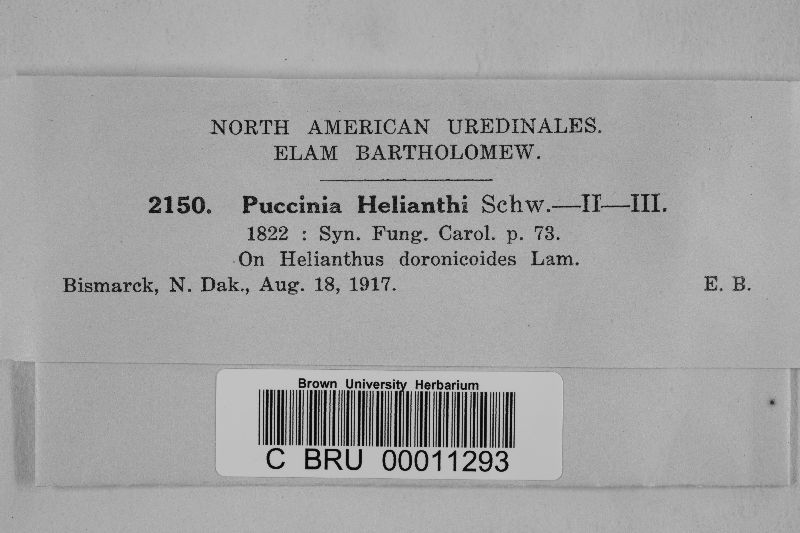 NORTH AMERICAN UREDINALES.
ELAM BARTHOLOMEW.
2150. Puccinia Helianthi Schw.—II—III.
1822 : Syn. Fung. Carol. p. 73.
On Helianthus doronicoides Lam.
Bismarck, N. Dak., Aug. 18, 1917. E. B.
Brown University Herbarium
C BRU 00011293